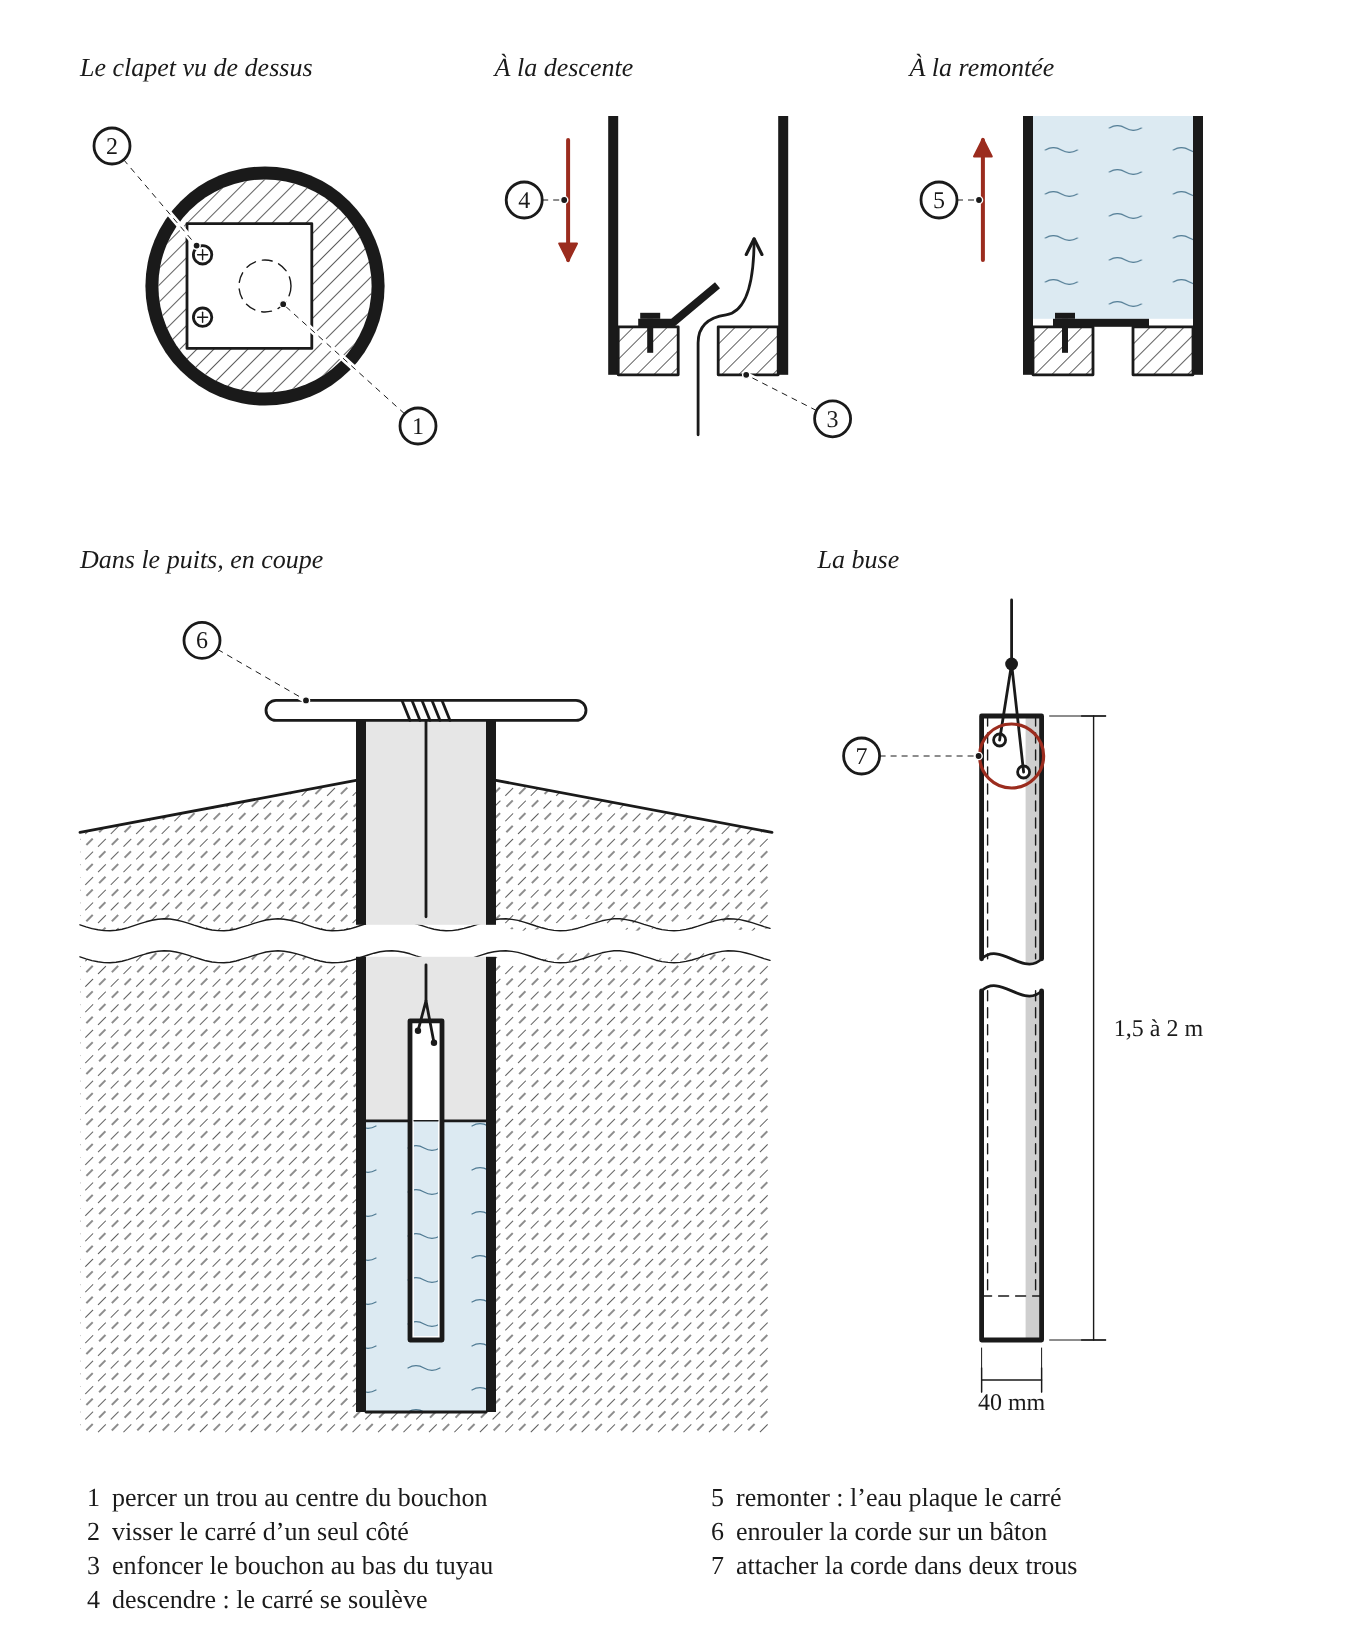 Le clapet vu de dessus
À la descente
À la remontée
2
4
5
3
1
Dans le puits, en coupe
La buse
6
7
1,5 à 2 m
40 mm
1 percer un trou au centre du bouchon
2 visser le carré d’un seul côté
3 enfoncer le bouchon au bas du tuyau
4 descendre : le carré se soulève
5 remonter : l’eau plaque le carré
6 enrouler la corde sur un bâton
7 attacher la corde dans deux trous